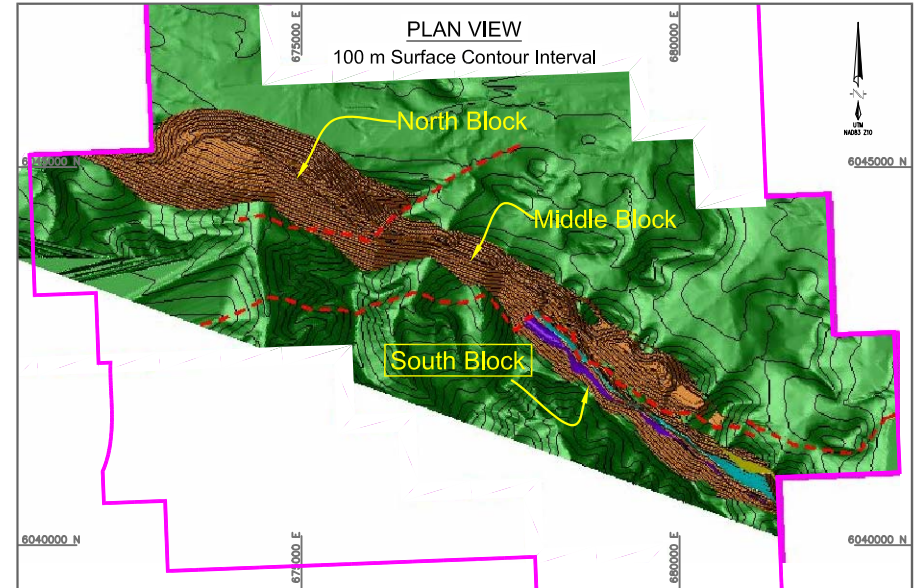 PLAN VIEW
100 m Surface Contour Interval
675000 E
680000 E
UTM
NAD83 Z10
North Block
6045000 N
Middle Block
South Block
6040000 N
6040000 N
675000 E
680000 E